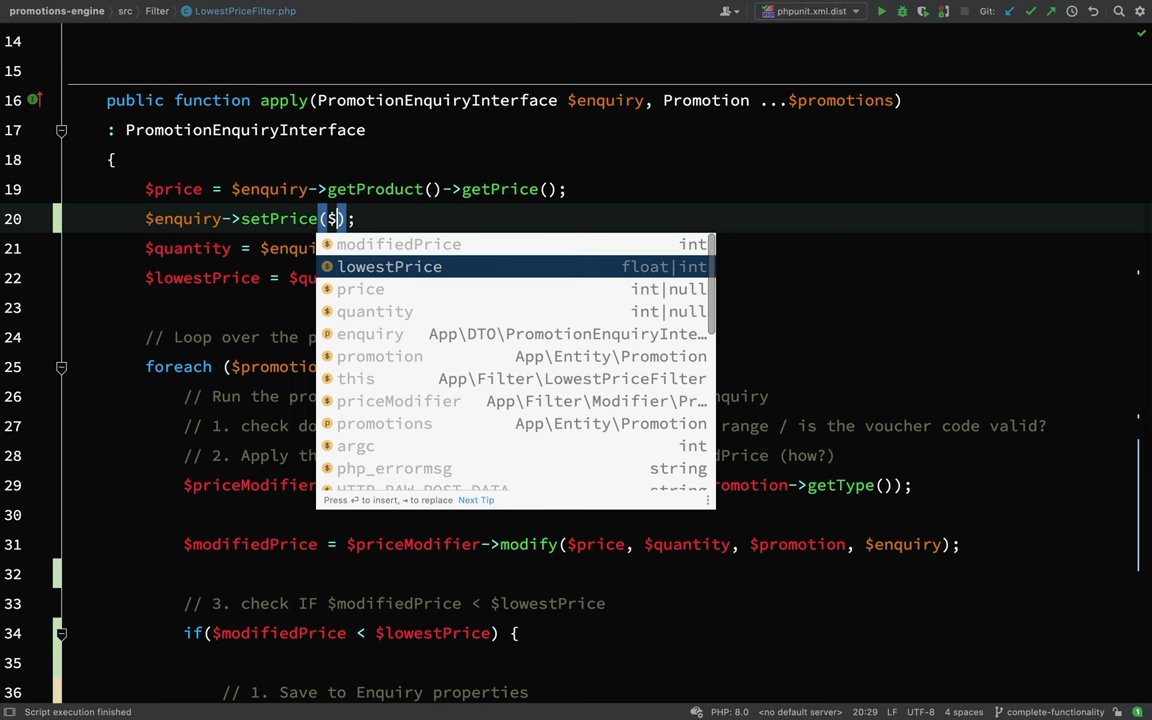 promotions-engine src Filter LowestPriceFilter.php phpunit.xml.dist Git:
14
15
16 public function apply(PromotionEnquiryInterface $enquiry, Promotion ...$promotions)
17 : PromotionEnquiryInterface
18 {
19 $price = $enquiry->getProduct()->getPrice();
20 $enquiry->setPrice($);
21 $quantity = $enqui
22 $lowestPrice = $qu
23
24 // Loop over the p
25 foreach ($promotio
26 // Run the pro nquiry
27 // 1. check do range / is the voucher code valid?
28 // 2. Apply th dPrice (how?)
29 $priceModifier romotion->getType());
30
31 $modifiedPrice = $priceModifier->modify($price, $quantity, $promotion, $enquiry);
32
33 // 3. check IF $modifiedPrice < $lowestPrice
34 if($modifiedPrice < $lowestPrice) {
35
36 // 1. Save to Enquiry properties
modifiedPrice int
lowestPrice float|int
price int|null
quantity int|null
enquiry App\DTO\PromotionEnquiryInte…
promotion App\Entity\Promotion
this App\Filter\LowestPriceFilter
priceModifier App\Filter\Modifier\Pr…
promotions App\Entity\Promotion
argc int
php_errormsg string
HTTP_RAW_POST_DATA string
Press ↵ to insert, ⇥ to replace Next Tip
Script execution finished PHP: 8.0 <no default server> 20:29 LF UTF-8 4 spaces complete-functionality 1